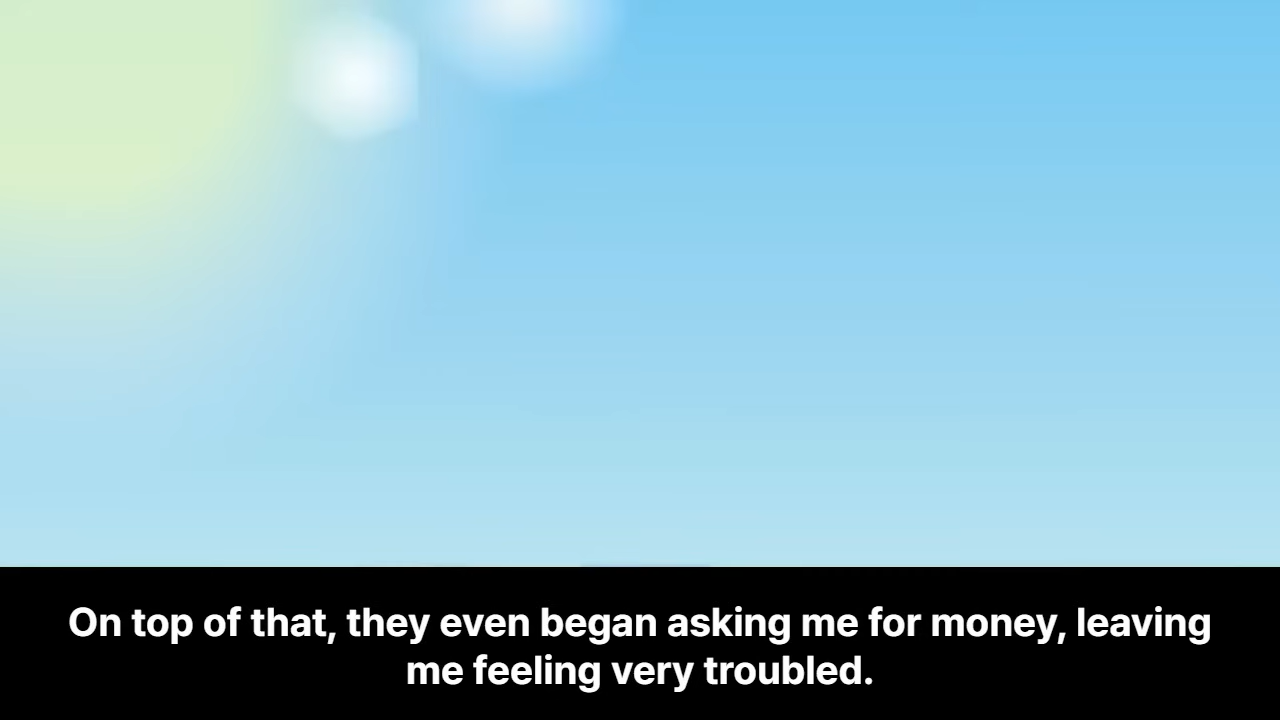 On top of that, they even began asking me for money, leaving
me feeling very troubled.